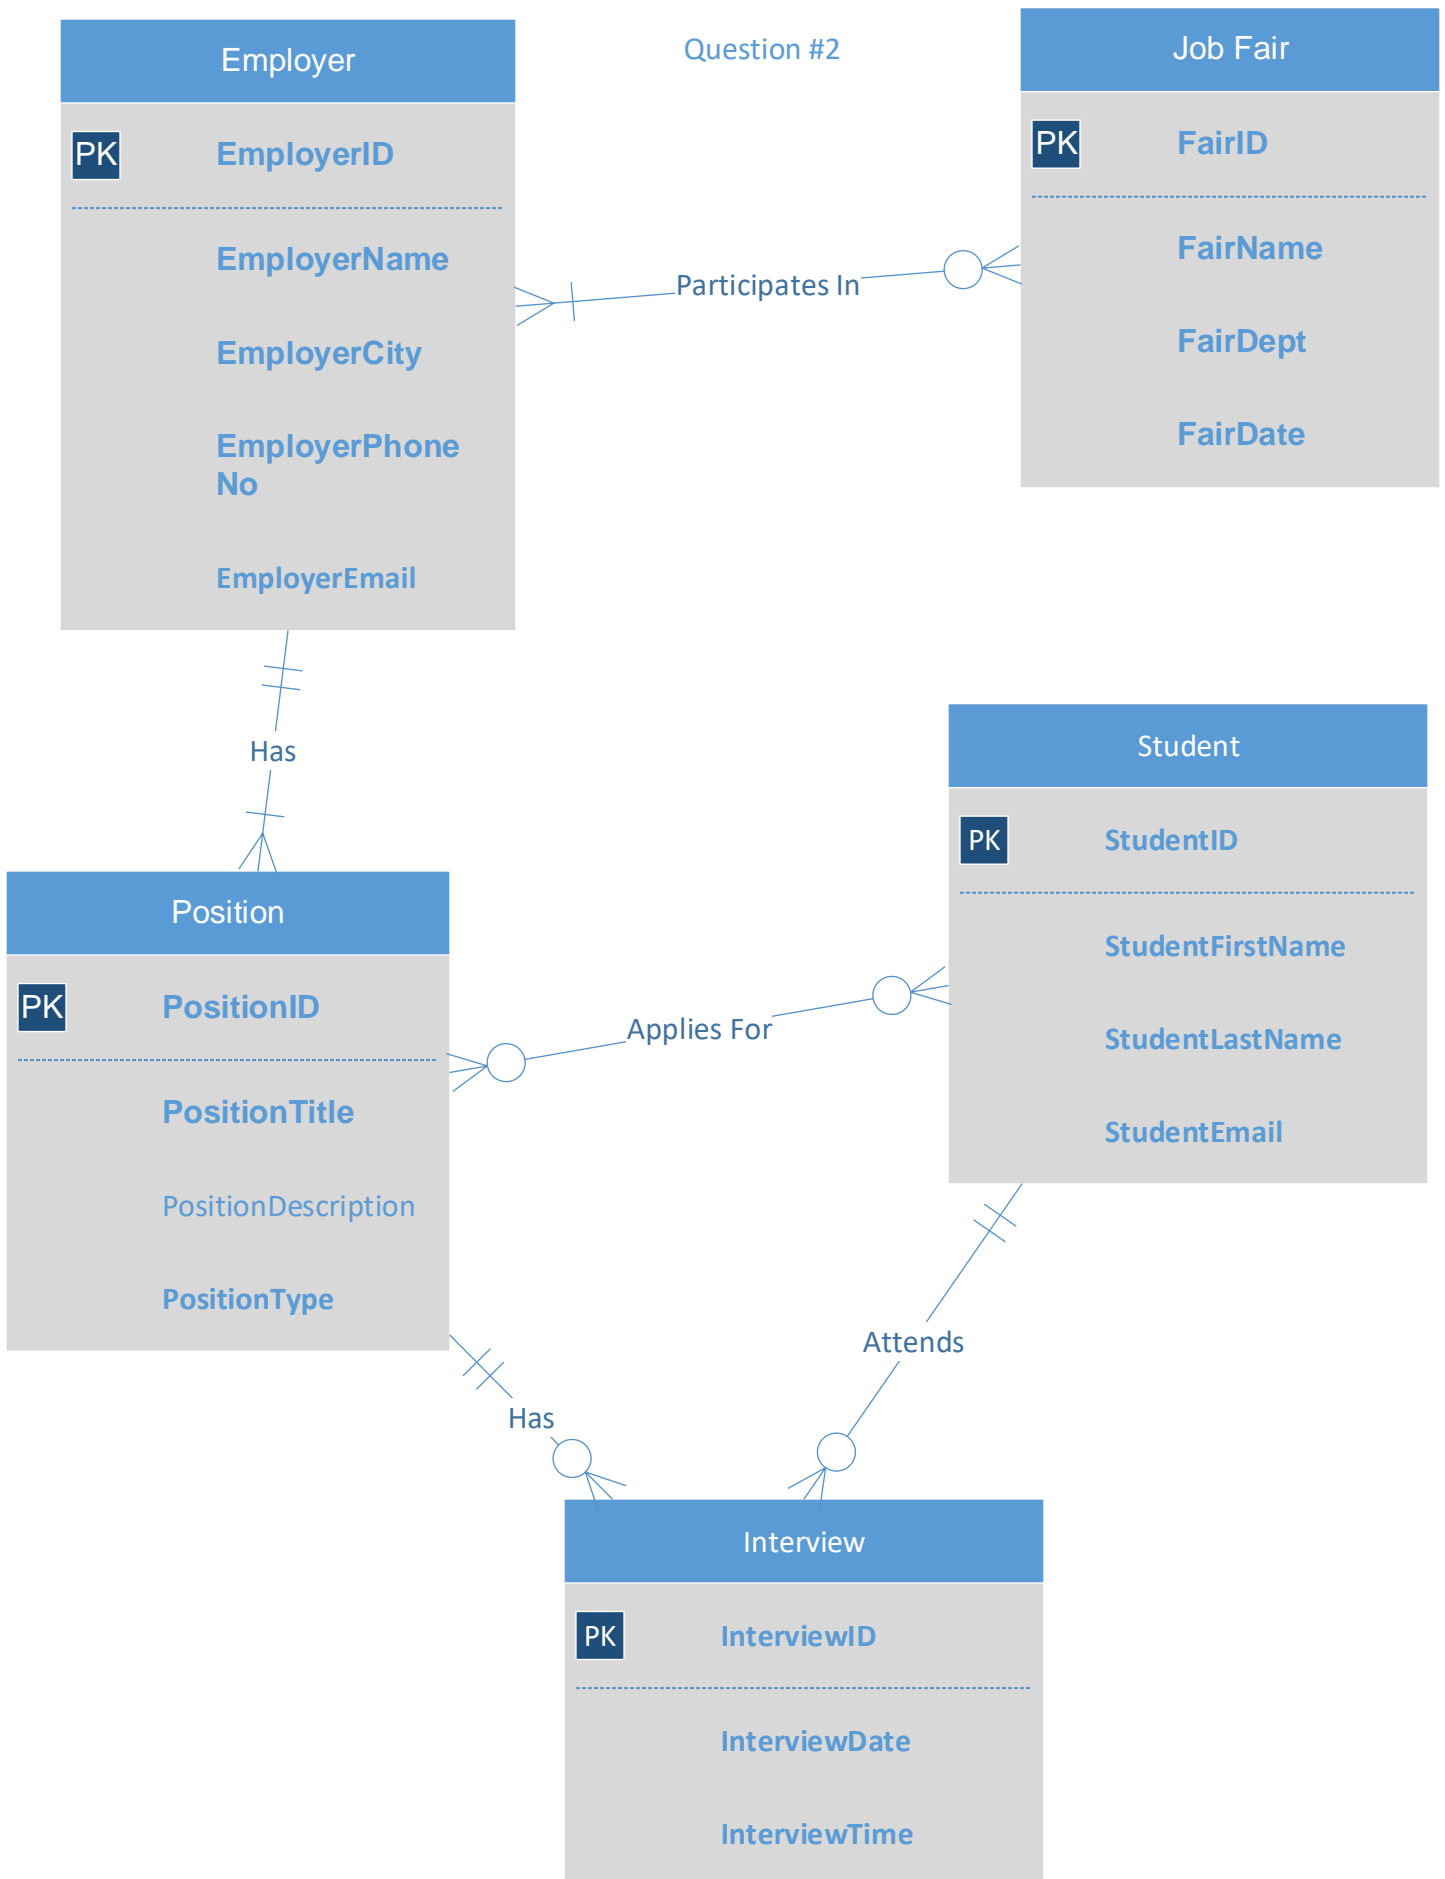 Question #2
Employer
PK
EmployerID
EmployerName
EmployerCity
EmployerPhone
No
EmployerEmail
Job Fair
PK
FairID
FairName
FairDept
FairDate
Participates In
Has
Student
PK
StudentID
StudentFirstName
StudentLastName
StudentEmail
Position
PK
PositionID
PositionTitle
PositionDescription
PositionType
Applies For
Attends
Has
Interview
PK
InterviewID
InterviewDate
InterviewTime